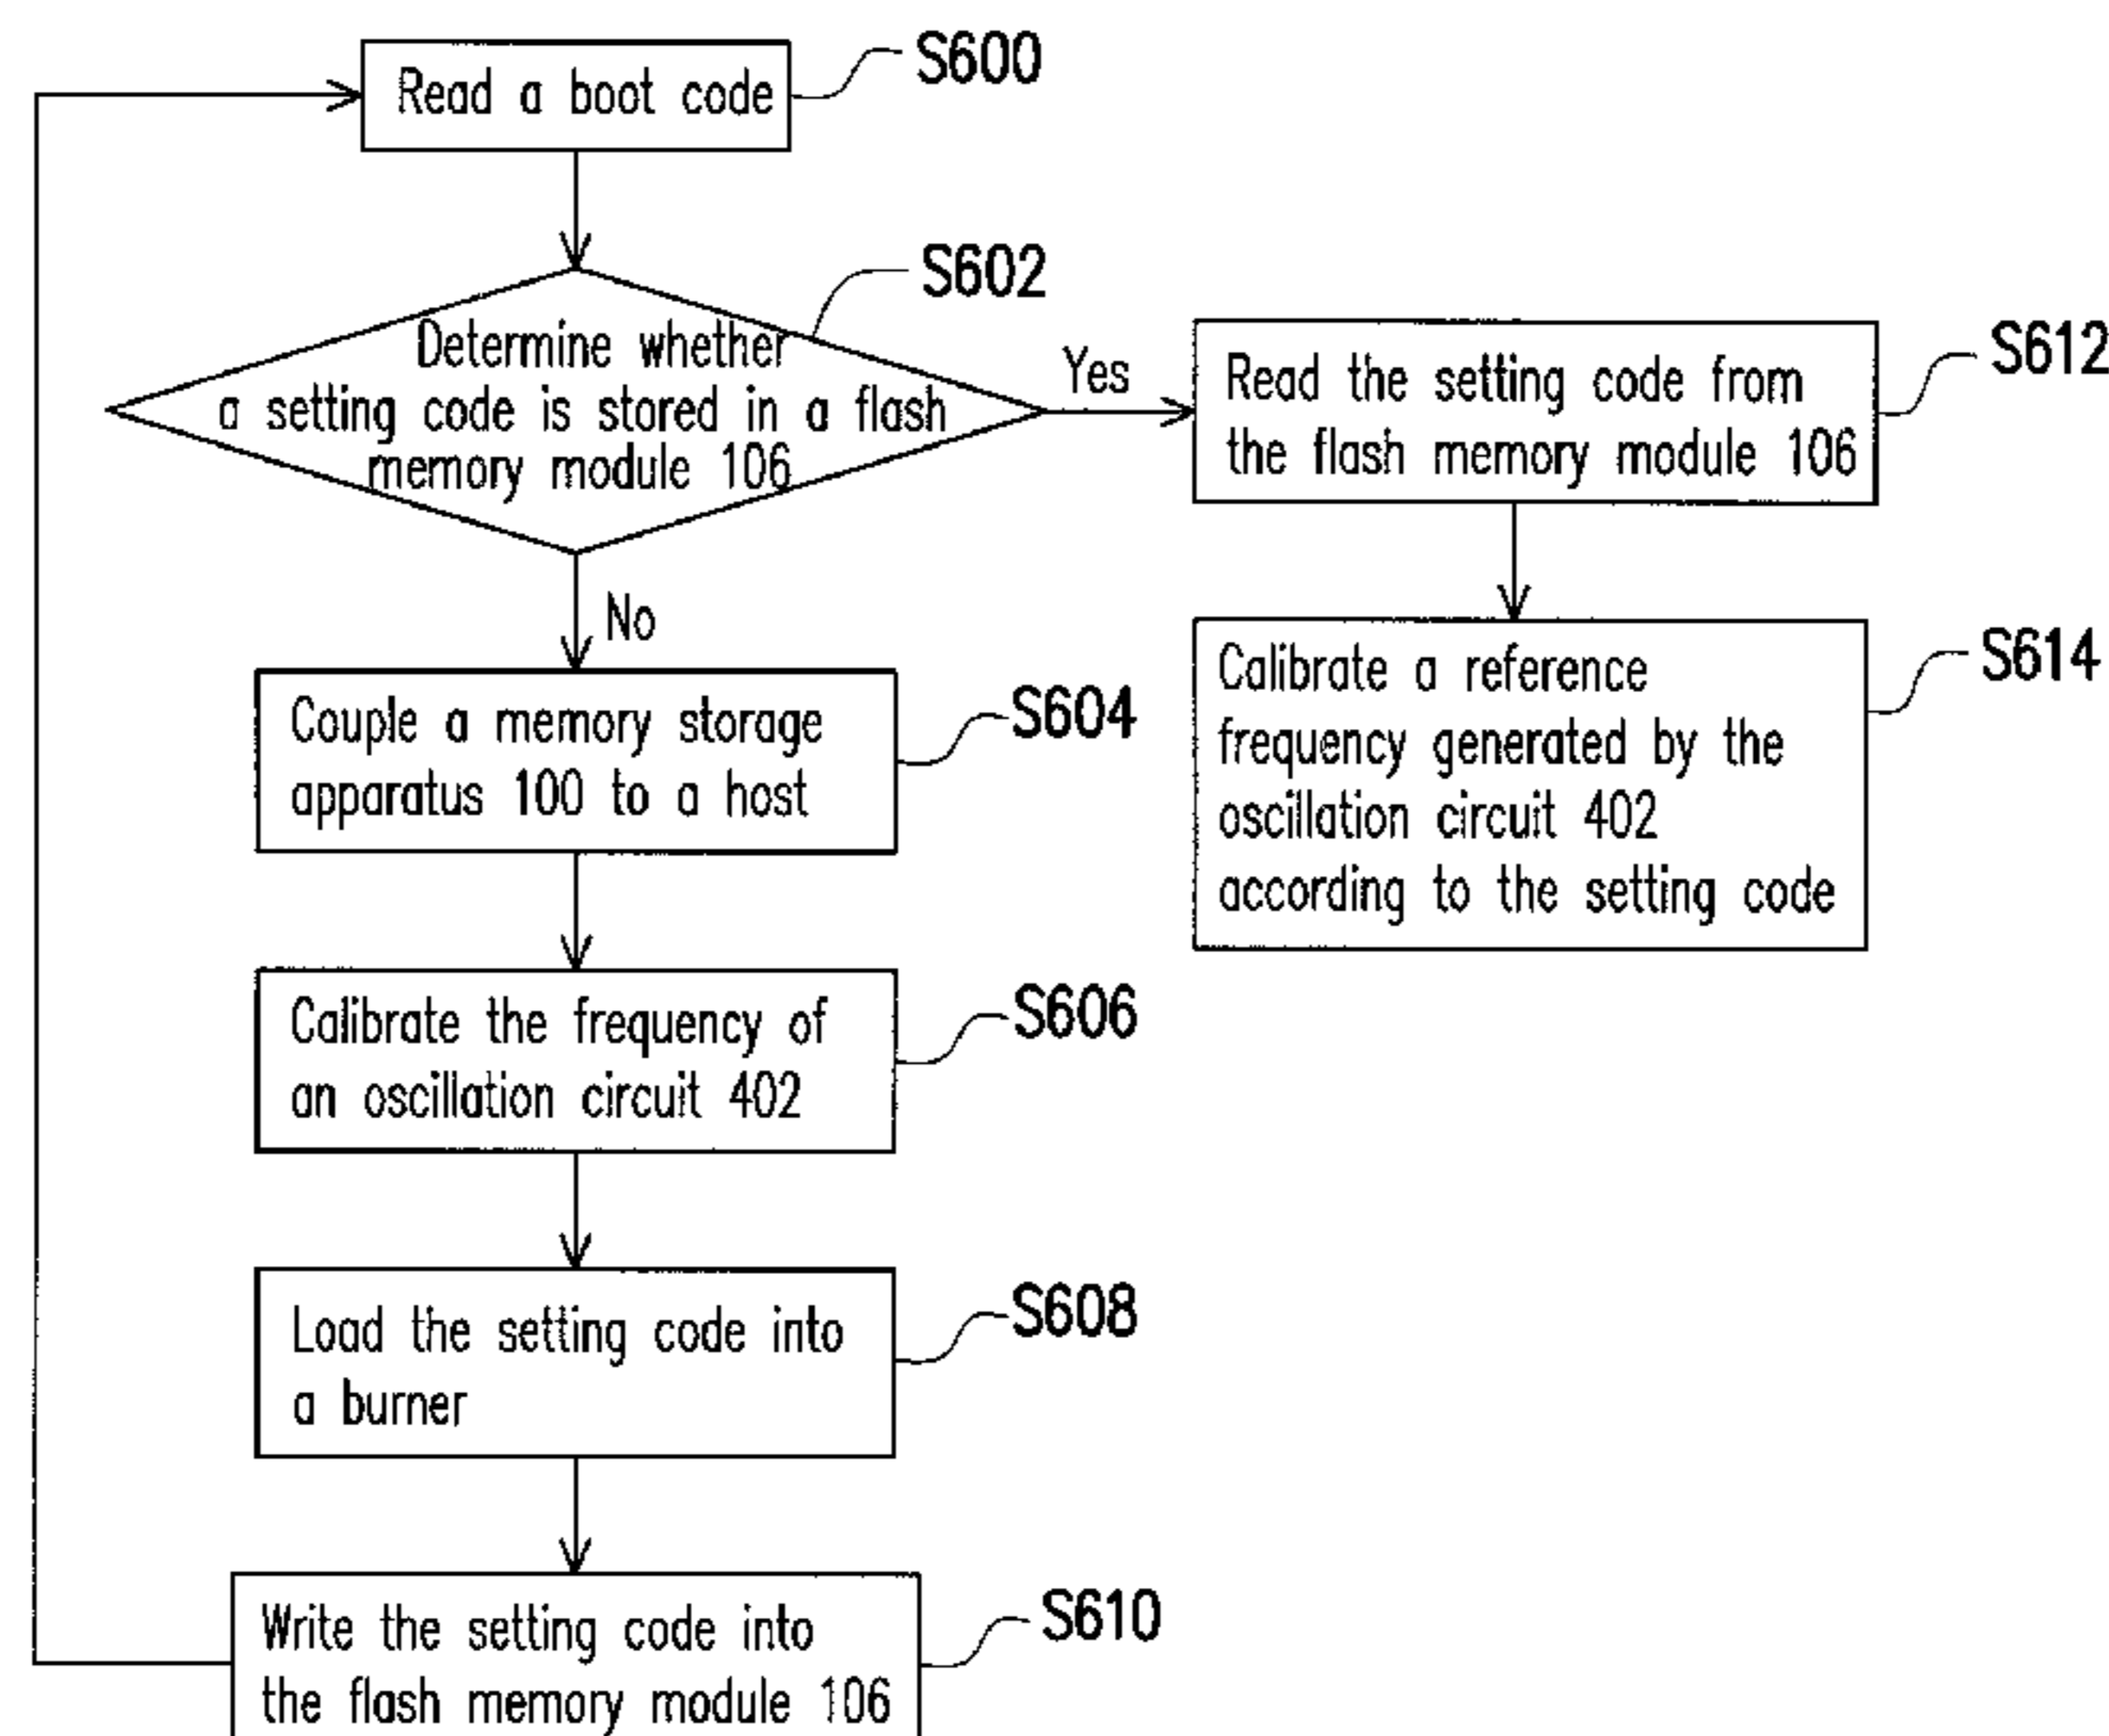 Read a boot code
S600
S602
Determine whether
a setting code is stored in a flash
memory module 106
Yes
Read the setting code from
the flash memory module 106
S612
No
Couple a memory storage
apparatus 100 to a host
S604
Calibrate a reference
frequency generated by the
oscillation circuit 402
according to the setting code
S614
Calibrate the frequency of
an oscillation circuit 402
S606
Load the setting code into
a burner
S608
Write the setting code into
the flash memory module 106
S610